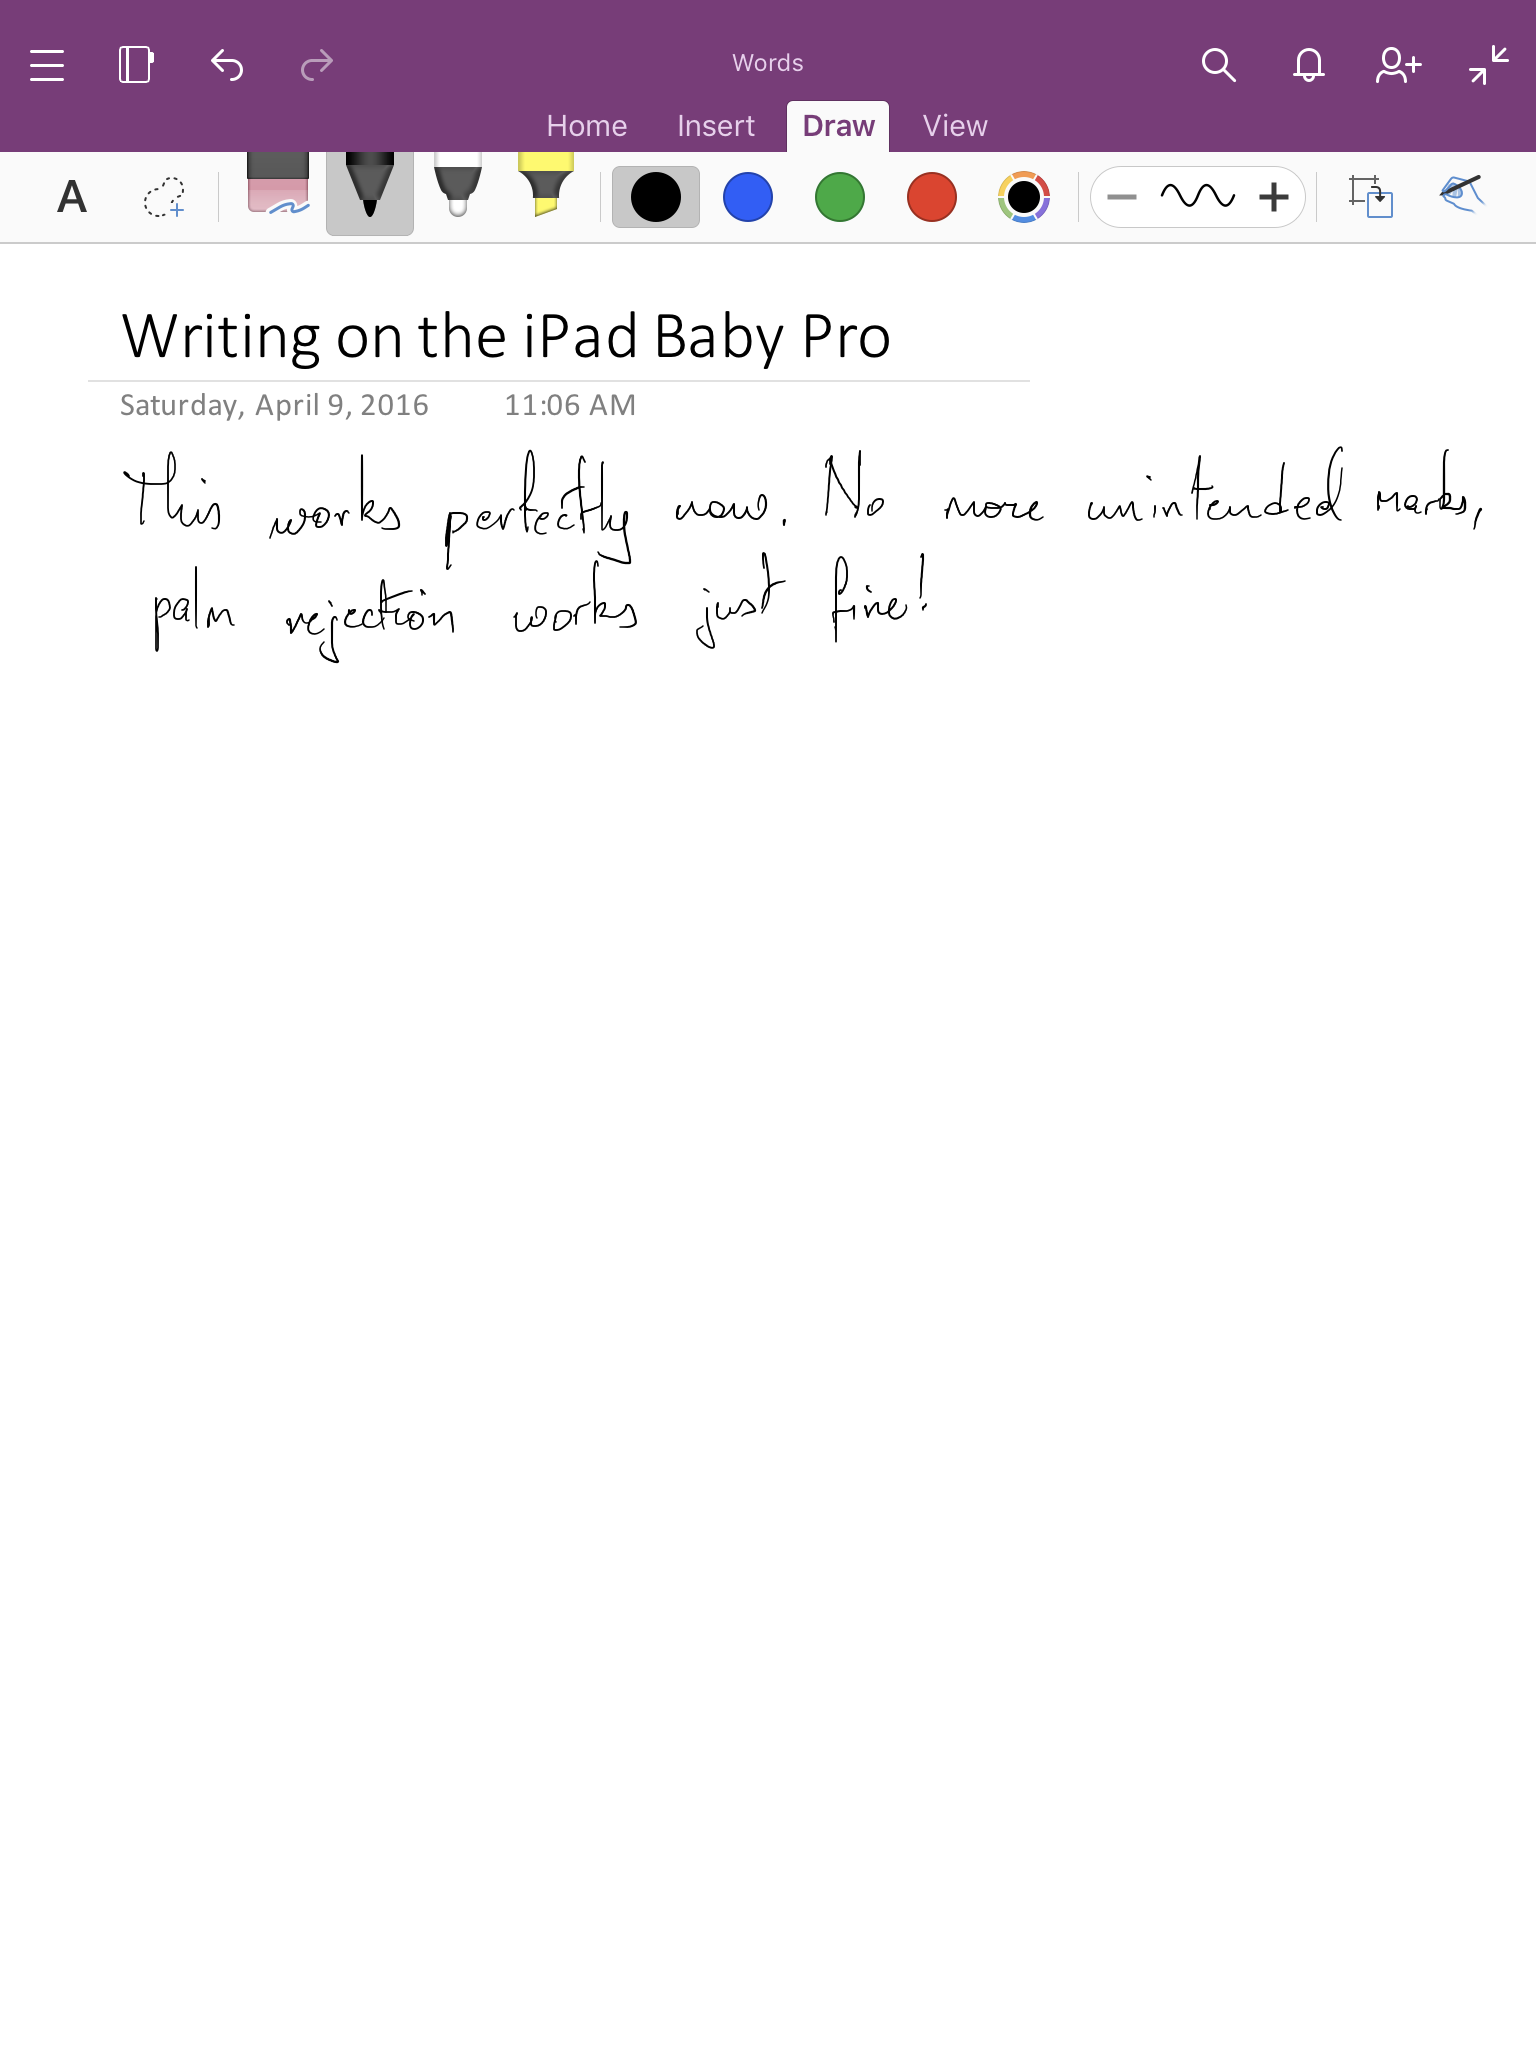 Words
Home Insert Draw View
A
Writing on the iPad Baby Pro
Saturday, April 9, 2016 11:06 AM
This works perfectly now. No more unintended marks,
palm rejection works just fine!